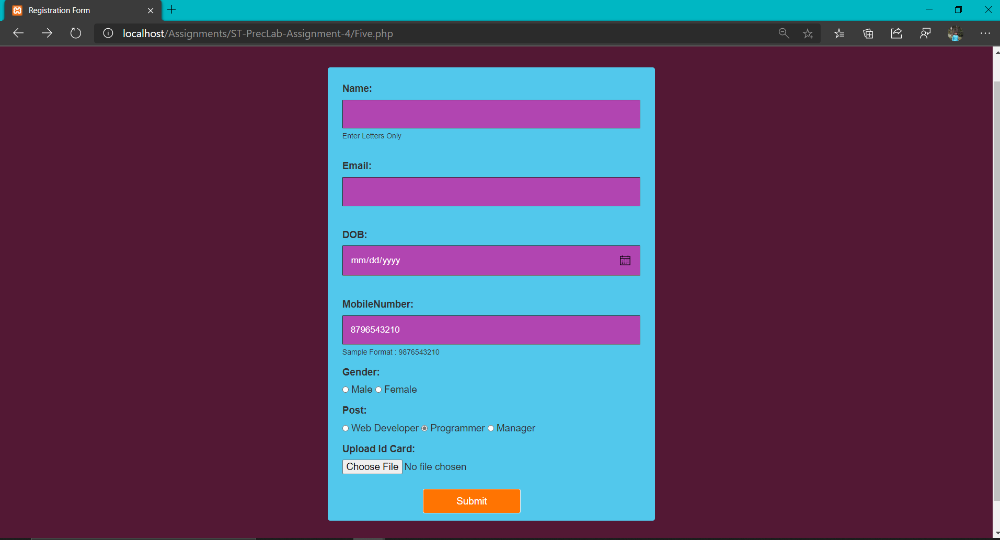 Registration Form
localhost/Assignments/ST-PrecLab-Assignment-4/Five.php
Name:
Enter Letters Only
Email:
DOB:
mm/dd/yyyy
MobileNumber:
8796543210
Sample Format : 9876543210
Gender:
Male Female
Post:
Web Developer Programmer Manager
Upload Id Card:
Choose File No file chosen
Submit